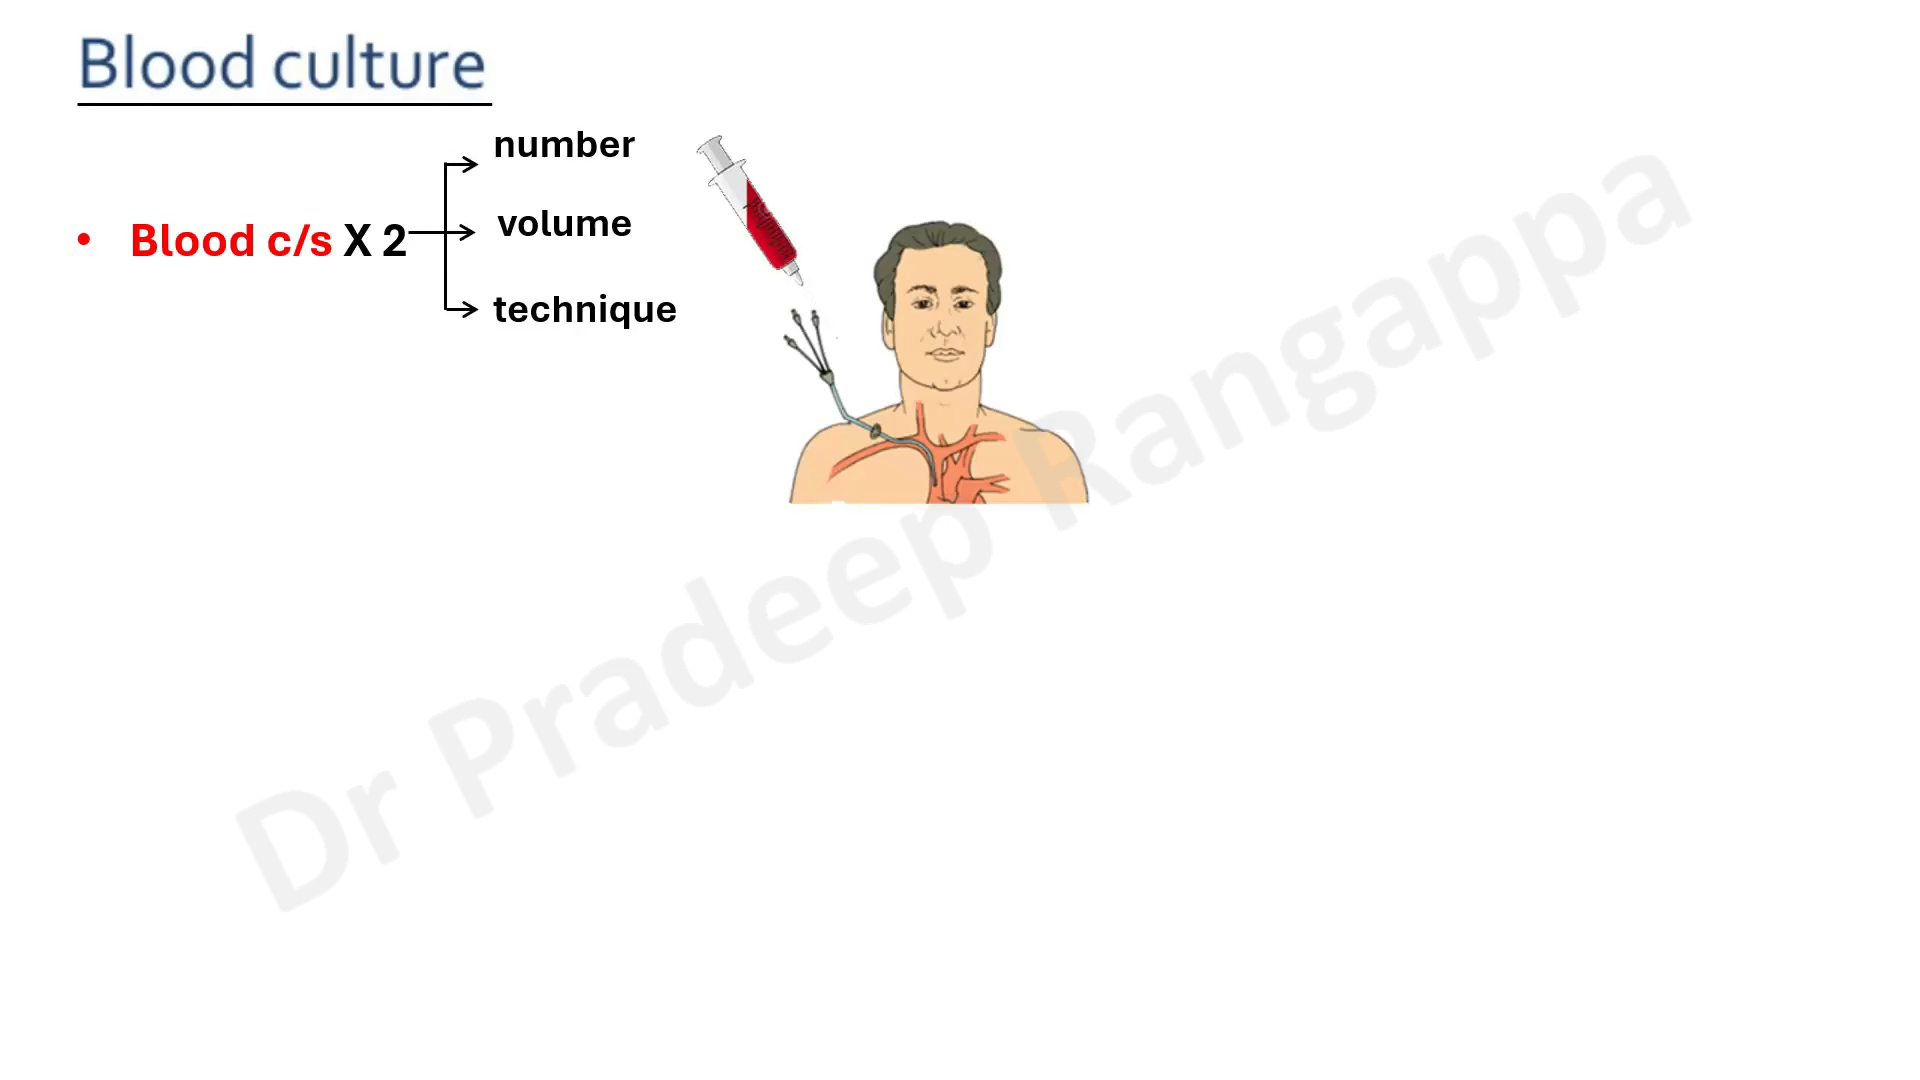 Blood culture
number
volume
• Blood c/s X 2
technique
Dr Pradeep Rangappa